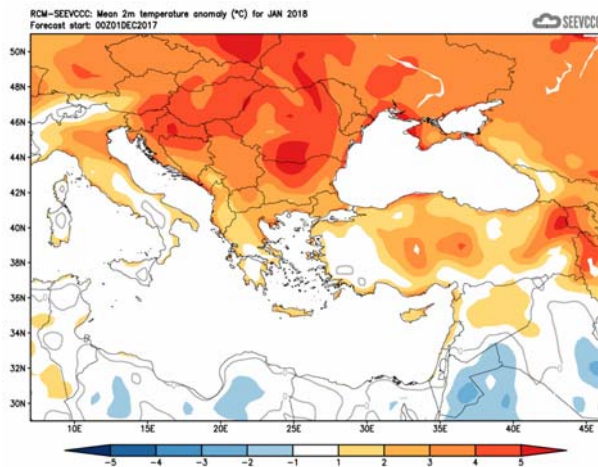 RCM-SEEVCCC: Mean 2m temperature anomaly (°C) for JAN 2018
Forecast start: 00Z01DEC2017
SEEVCCC
50N
48N
46N
44N
42N
40N
38N
36N
34N
32N
30N
10E 15E 20E 25E 30E 35E 40E 45E
-5 -4 -3 -2 -1 1 2 3 4 5